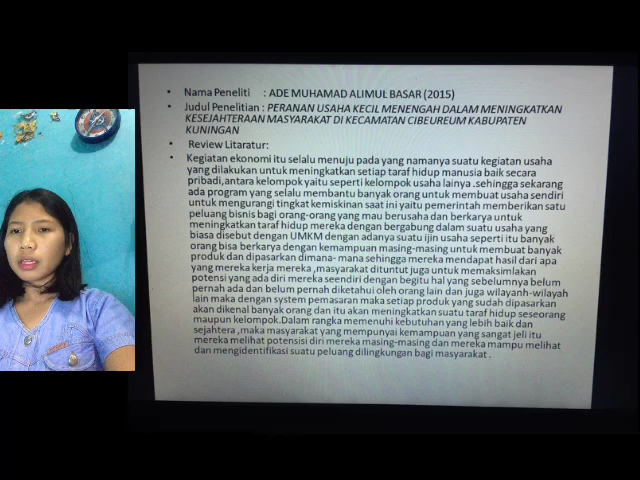 Nama Peneliti : ADE MUHAMAD ALIMUL BASAR (2015)
Judul Penelitian : PERANAN USAHA KECIL MENENGAH DALAM MENINGKATKAN
KESEJAHTERAAN MASYARAKAT DI KECAMATAN CIBEUREUM KABUPATEN
KUNINGAN
Review Litaratur:
Kegiatan ekonomi itu selalu menuju pada yang namanya suatu kegiatan usaha
yang dilakukan untuk meningkatkan setiap taraf hidup manusia baik secara
pribadi,antara kelompok yaitu seperti kelompok usaha lainya .sehingga sekarang
ada program yang selalu membantu banyak orang untuk membuat usaha sendiri
untuk mengurangi tingkat kemiskinan saat ini yaitu pemerintah memberikan satu
peluang bisnis bagi orang-orang yang mau berusaha dan berkarya untuk
meningkatkan taraf hidup mereka dengan bergabung dalam suatu usaha yang
biasa disebut dengan UMKM dengan adanya suatu ijin usaha seperti itu banyak
orang bisa berkarya dengan kemampuan masing-masing untuk membuat banyak
produk dan dipasarkan dimana- mana sehingga mereka mendapat hasil dari apa
yang mereka kerja mereka ,masyarakat dituntut juga untuk memaksimlakan
potensi yang ada diri mereka seendiri dengan begitu hal yang sebelumnya belum
pernah ada dan belum pernah diketahui oleh orang lain dan juga wilayanh-wilayah
lain maka dengan system pemasaran maka setiap produk yang sudah dipasarkan
akan dikenal banyak orang dan itu akan meningkatkan suatu taraf hidup seseorang
maupun kelompok.Dalam rangka memenuhi kebutuhan yang lebih baik dan
sejahtera ,maka masyarakat yang mempunyai kemampuan yang sangat jeli itu
mereka melihat potensisi diri mereka masing-masing dan mereka mampu melihat
dan mengidentifikasi suatu peluang dilingkungan bagi masyarakat .